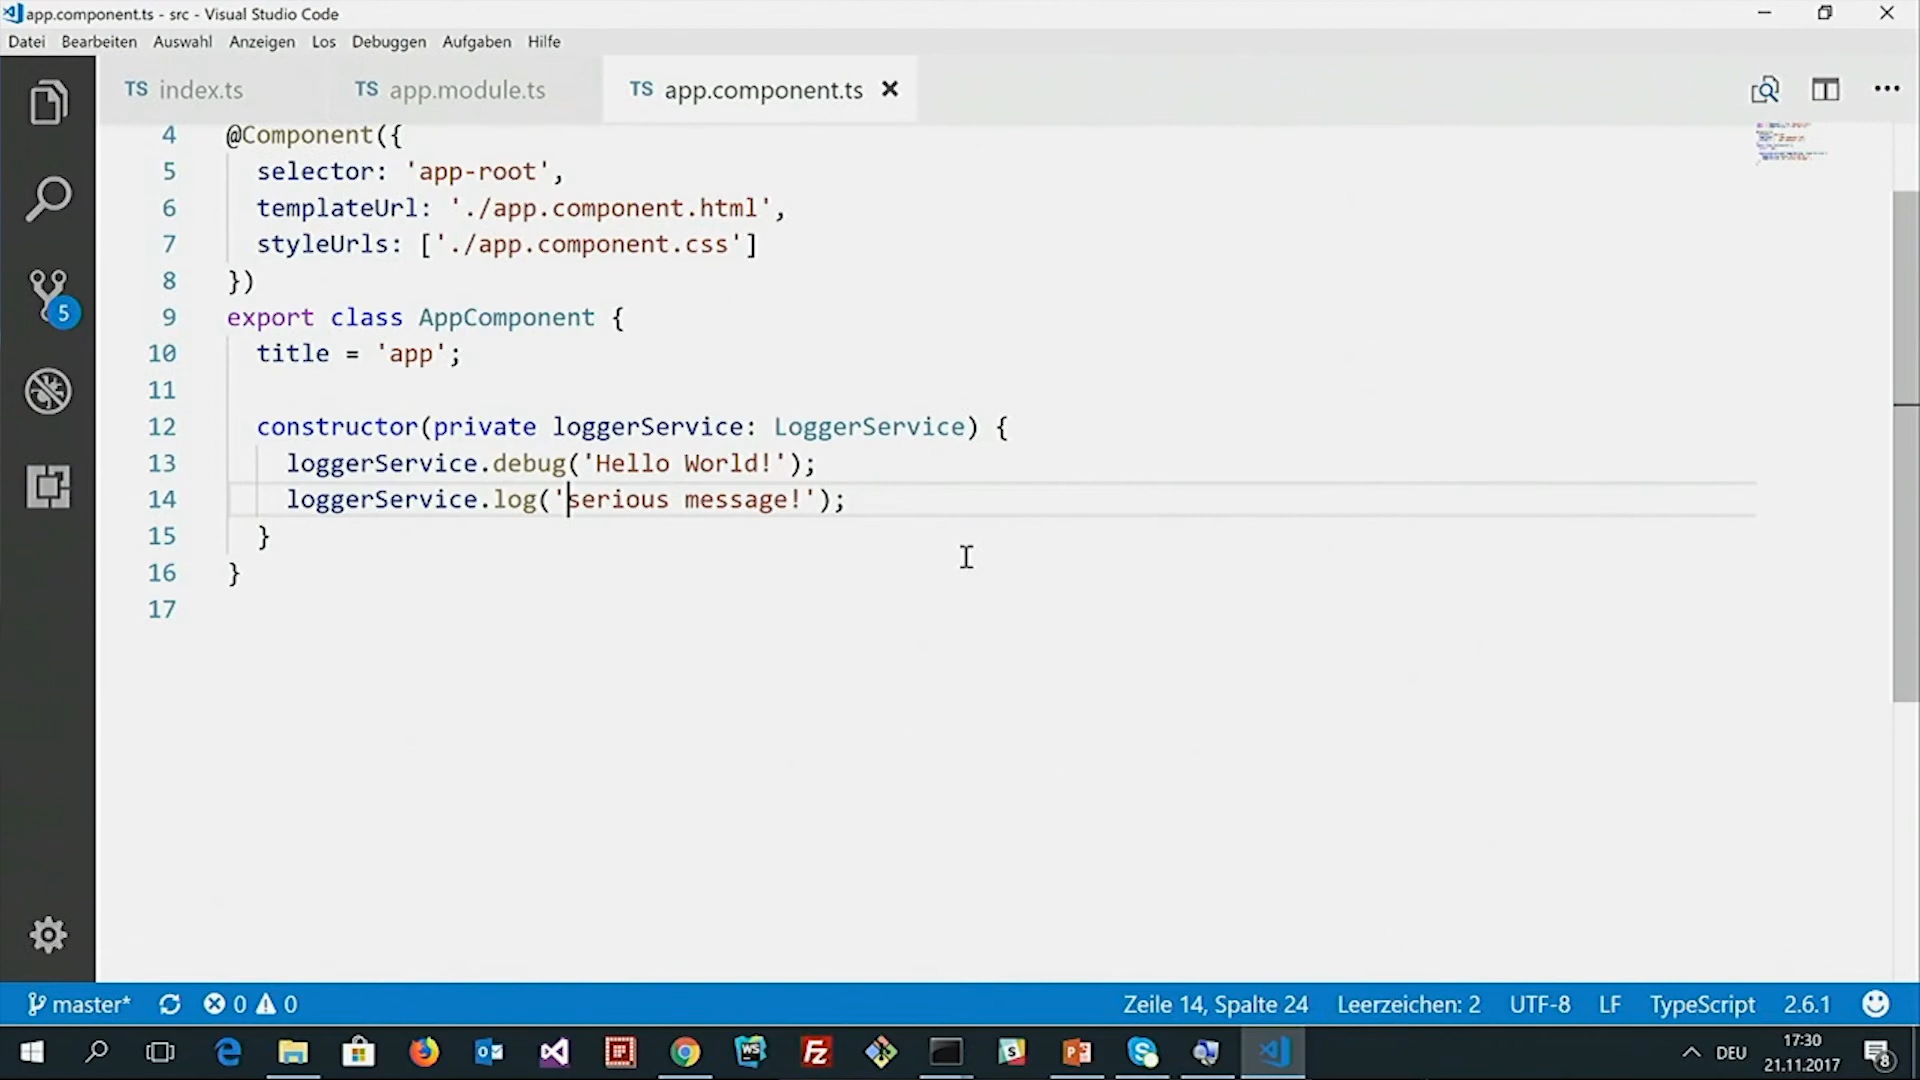 app.component.ts - src - Visual Studio Code
Datei Bearbeiten Auswahl Anzeigen Los Debuggen Aufgaben Hilfe
TS index.ts TS app.module.ts TS app.component.ts
4 @Component({
5 selector: 'app-root',
6 templateUrl: './app.component.html',
7 styleUrls: ['./app.component.css']
8 })
9 export class AppComponent {
10 title = 'app';
11
12 constructor(private loggerService: LoggerService) {
13 loggerService.debug('Hello World!');
14 loggerService.log('serious message!');
15 }
16 }
17
5
master* 0 0 Zeile 14, Spalte 24 Leerzeichen: 2 UTF-8 LF TypeScript 2.6.1
DEU 17:30
21.11.2017
8